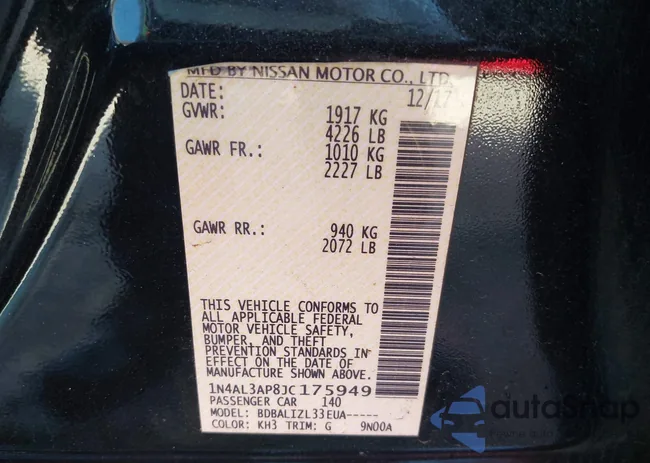 MFD BY NISSAN MOTOR CO., LTD.
DATE: 12/17
GVWR: 1917 KG
4226 LB
GAWR FR.: 1010 KG
2227 LB
GAWR RR.: 940 KG
2072 LB
THIS VEHICLE CONFORMS TO
ALL APPLICABLE FEDERAL
MOTOR VEHICLE SAFETY,
BUMPER, AND THEFT
PREVENTION STANDARDS IN
EFFECT ON THE DATE OF
MANUFACTURE SHOWN ABOVE.
1N4AL3AP8JC175949
PASSENGER CAR 140
MODEL: BDBALIZL33EUA-----
COLOR: KH3 TRIM: G 9N00A
autoSnap